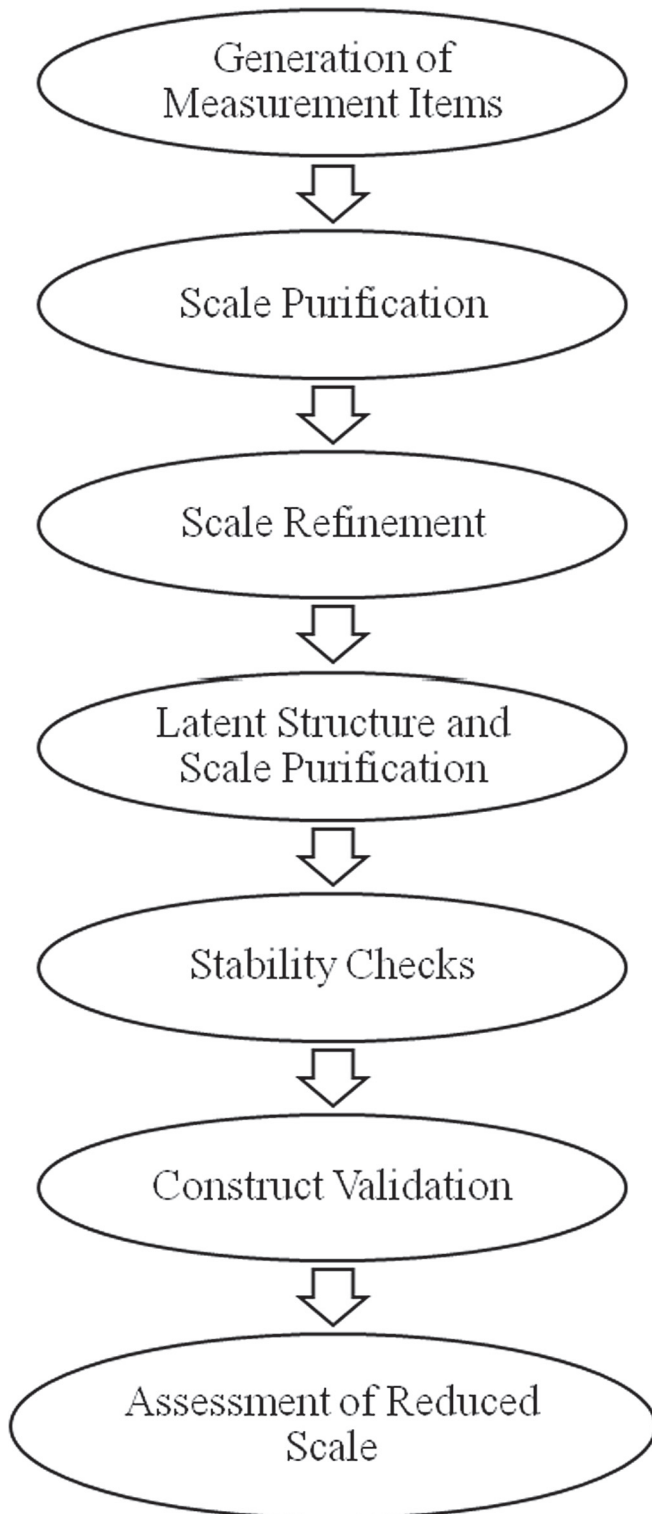 Generation of
Measurement Items
Scale Purification
Scale Refinement
Latent Structure and
Scale Purification
Stability Checks
Construct Validation
Assessment of Reduced
Scale